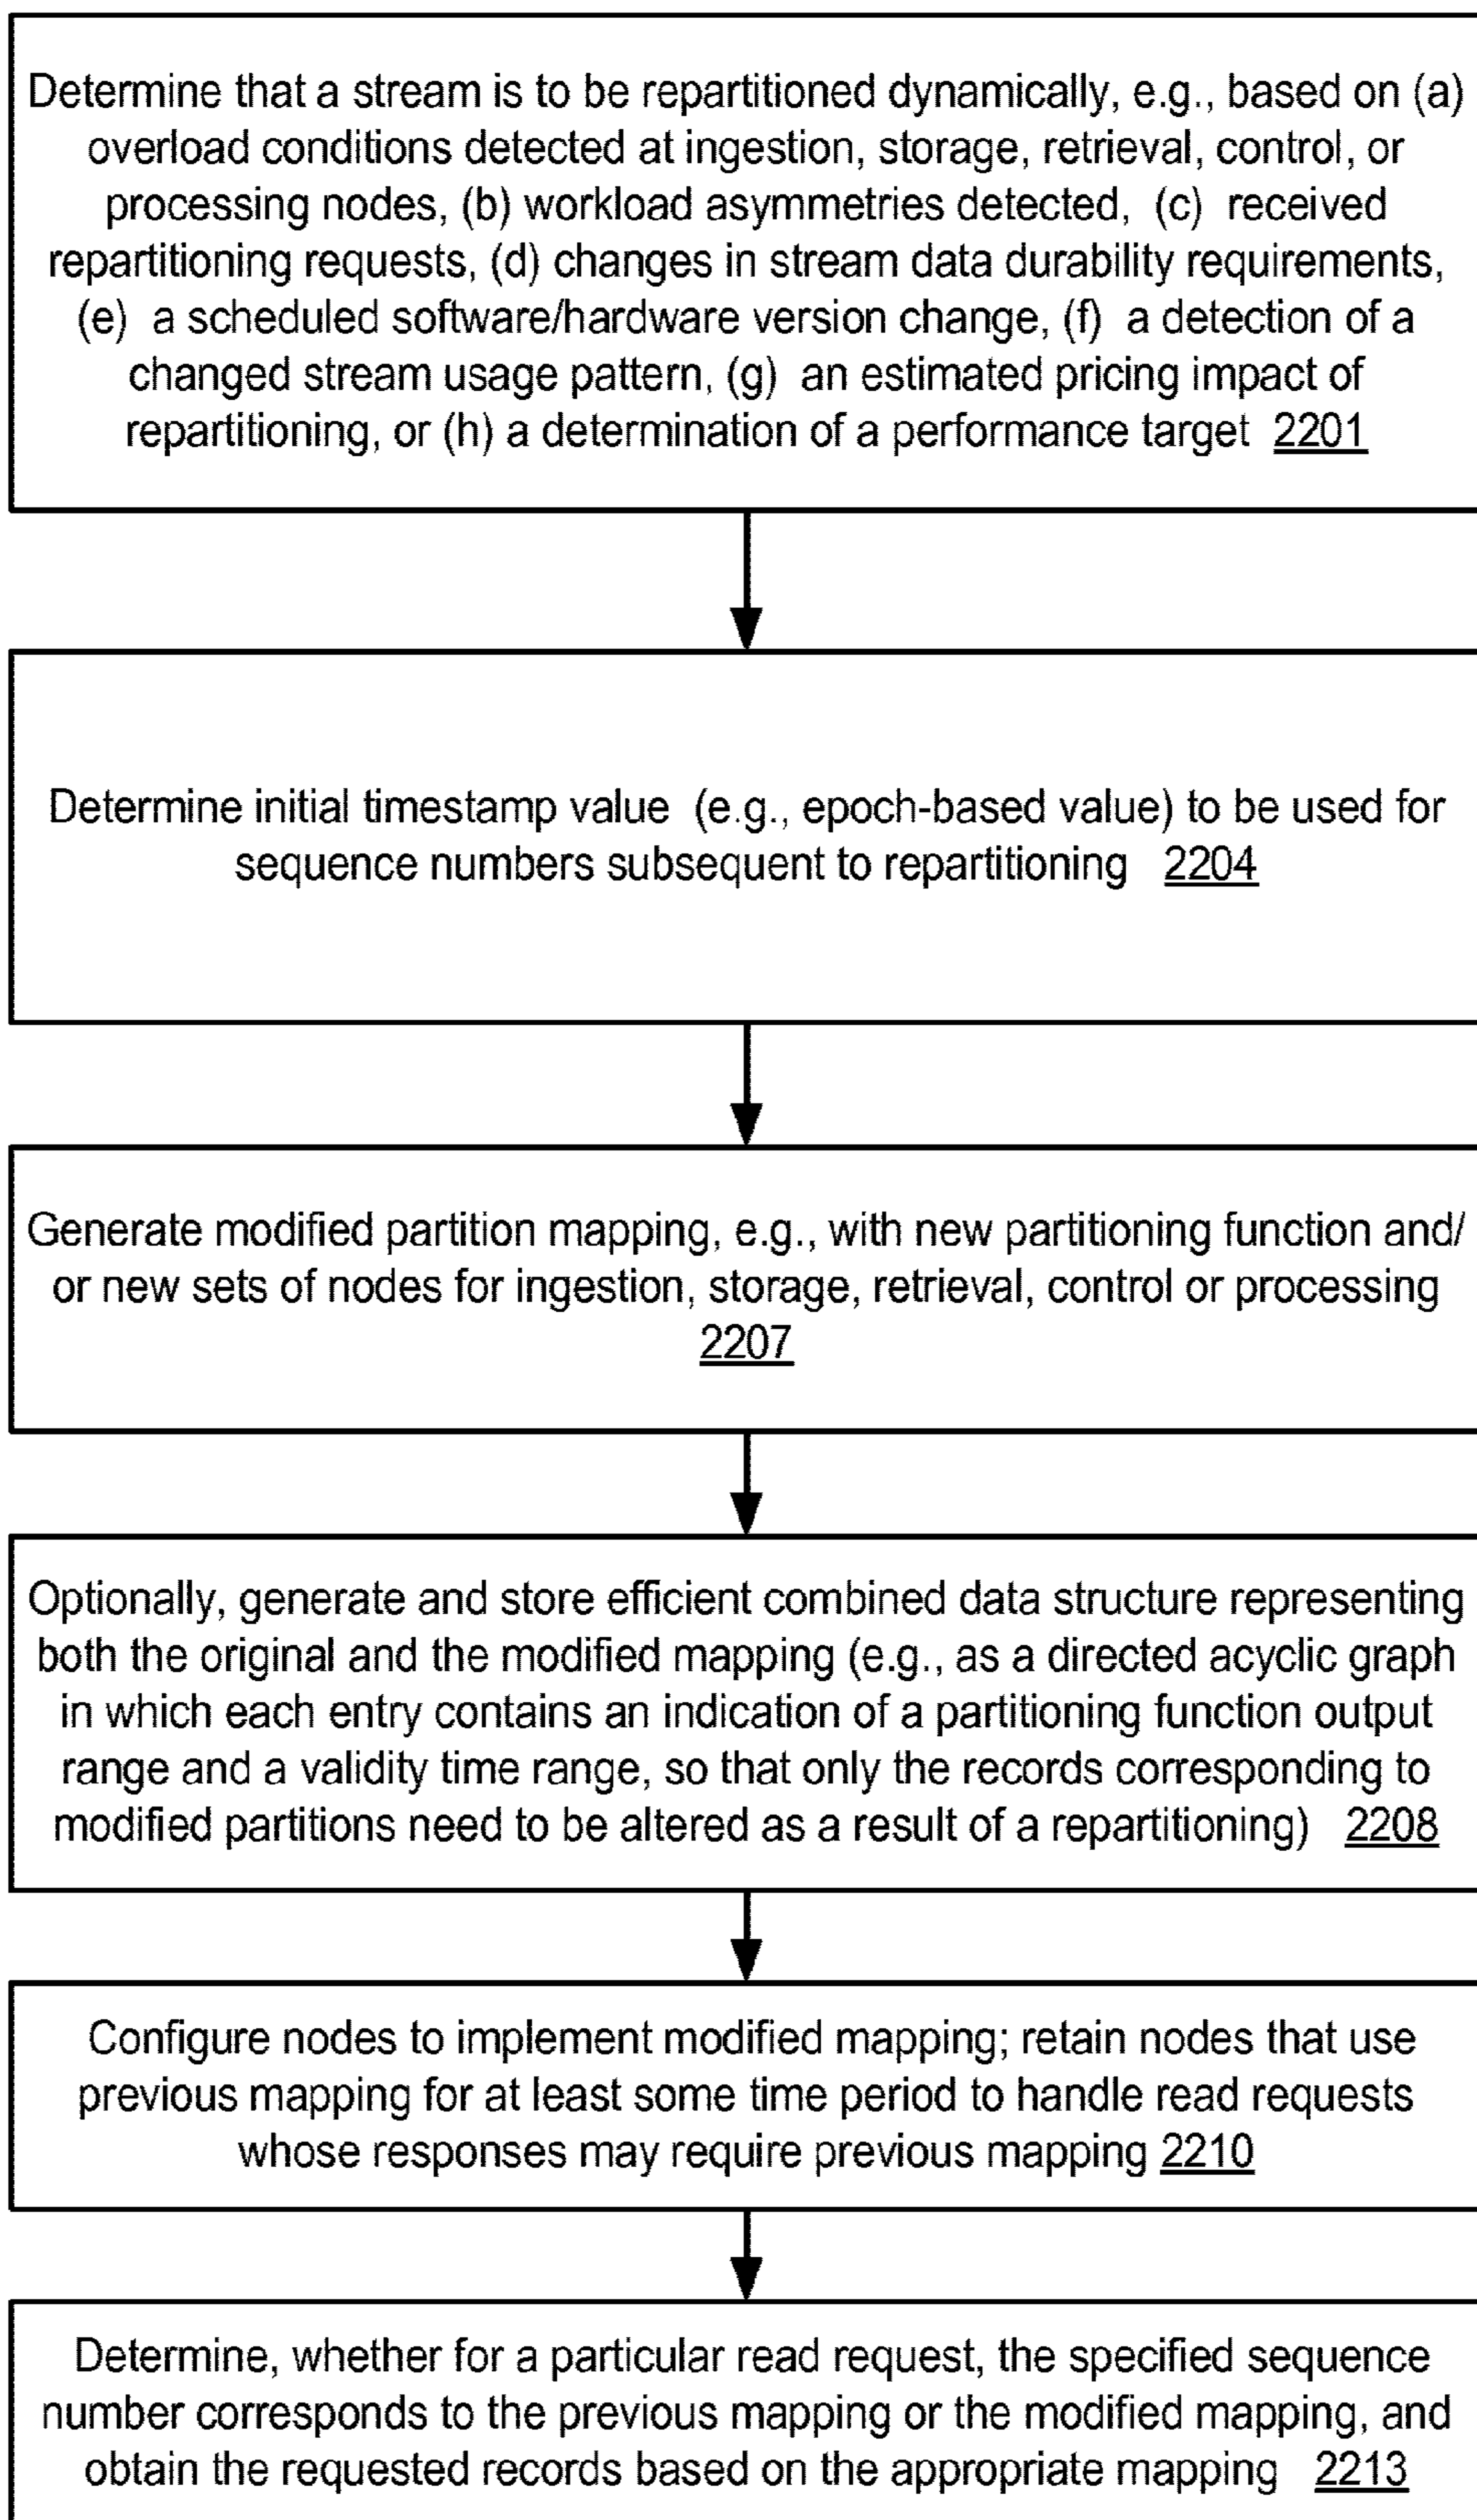 Determine that a stream is to be repartitioned dynamically, e.g., based on (a)
overload conditions detected at ingestion, storage, retrieval, control, or
processing nodes, (b) workload asymmetries detected, (c) received
repartitioning requests, (d) changes in stream data durability requirements,
(e) a scheduled software/hardware version change, (f) a detection of a
changed stream usage pattern, (g) an estimated pricing impact of
repartitioning, or (h) a determination of a performance target 2201
Determine initial timestamp value (e.g., epoch-based value) to be used for
sequence numbers subsequent to repartitioning 2204
Generate modified partition mapping, e.g., with new partitioning function and/
or new sets of nodes for ingestion, storage, retrieval, control or processing
2207
Optionally, generate and store efficient combined data structure representing
both the original and the modified mapping (e.g., as a directed acyclic graph
in which each entry contains an indication of a partitioning function output
range and a validity time range, so that only the records corresponding to
modified partitions need to be altered as a result of a repartitioning) 2208
Configure nodes to implement modified mapping; retain nodes that use
previous mapping for at least some time period to handle read requests
whose responses may require previous mapping 2210
Determine, whether for a particular read request, the specified sequence
number corresponds to the previous mapping or the modified mapping, and
obtain the requested records based on the appropriate mapping 2213